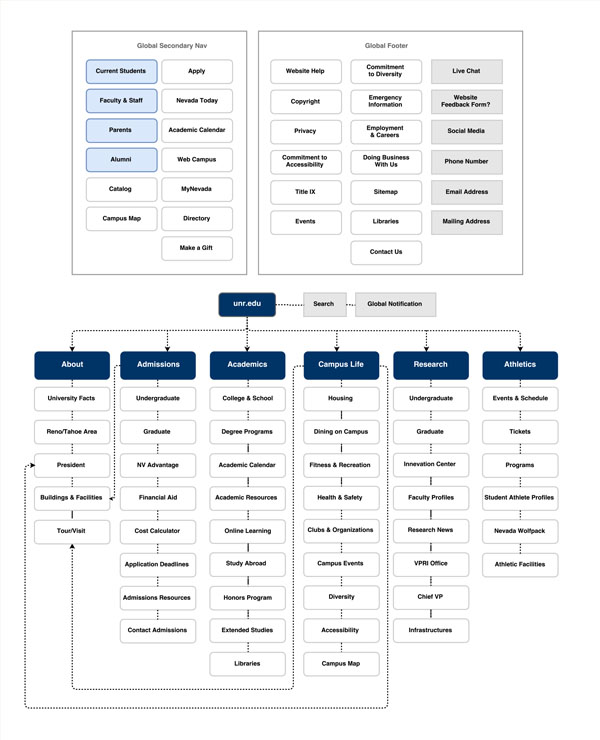 Global Secondary Nav
Current Students
Apply
Faculty & Staff
Nevada Today
Parents
Academic Calendar
Alumni
Web Campus
Catalog
MyNevada
Campus Map
Directory
Make a Gift
Global Footer
Website Help
Commitment
to Diversity
Live Chat
Copyright
Emergency
Information
Website
Feedback Form?
Privacy
Employment
& Careers
Social Media
Commitment to
Accessibility
Doing Business
With Us
Phone Number
Title IX
Sitemap
Email Address
Events
Libraries
Mailing Address
Contact Us
unr.edu
Search
Global Notification
About
University Facts
Reno/Tahoe Area
President
Buildings & Facilities
Tour/Visit
Admissions
Undergraduate
Graduate
NV Advantage
Financial Aid
Cost Calculator
Application Deadlines
Admissions Resources
Contact Admissions
Academics
College & School
Degree Programs
Academic Calendar
Academic Resources
Online Learning
Study Abroad
Honors Program
Extended Studies
Libraries
Campus Life
Housing
Dining on Campus
Fitness & Recreation
Health & Safety
Clubs & Organizations
Campus Events
Diversity
Accessibility
Campus Map
Research
Undergraduate
Graduate
Innevation Center
Faculty Profiles
Research News
VPRI Office
Chief VP
Infrastructures
Athletics
Events & Schedule
Tickets
Programs
Student Athlete Profiles
Nevada Wolfpack
Athletic Facilities